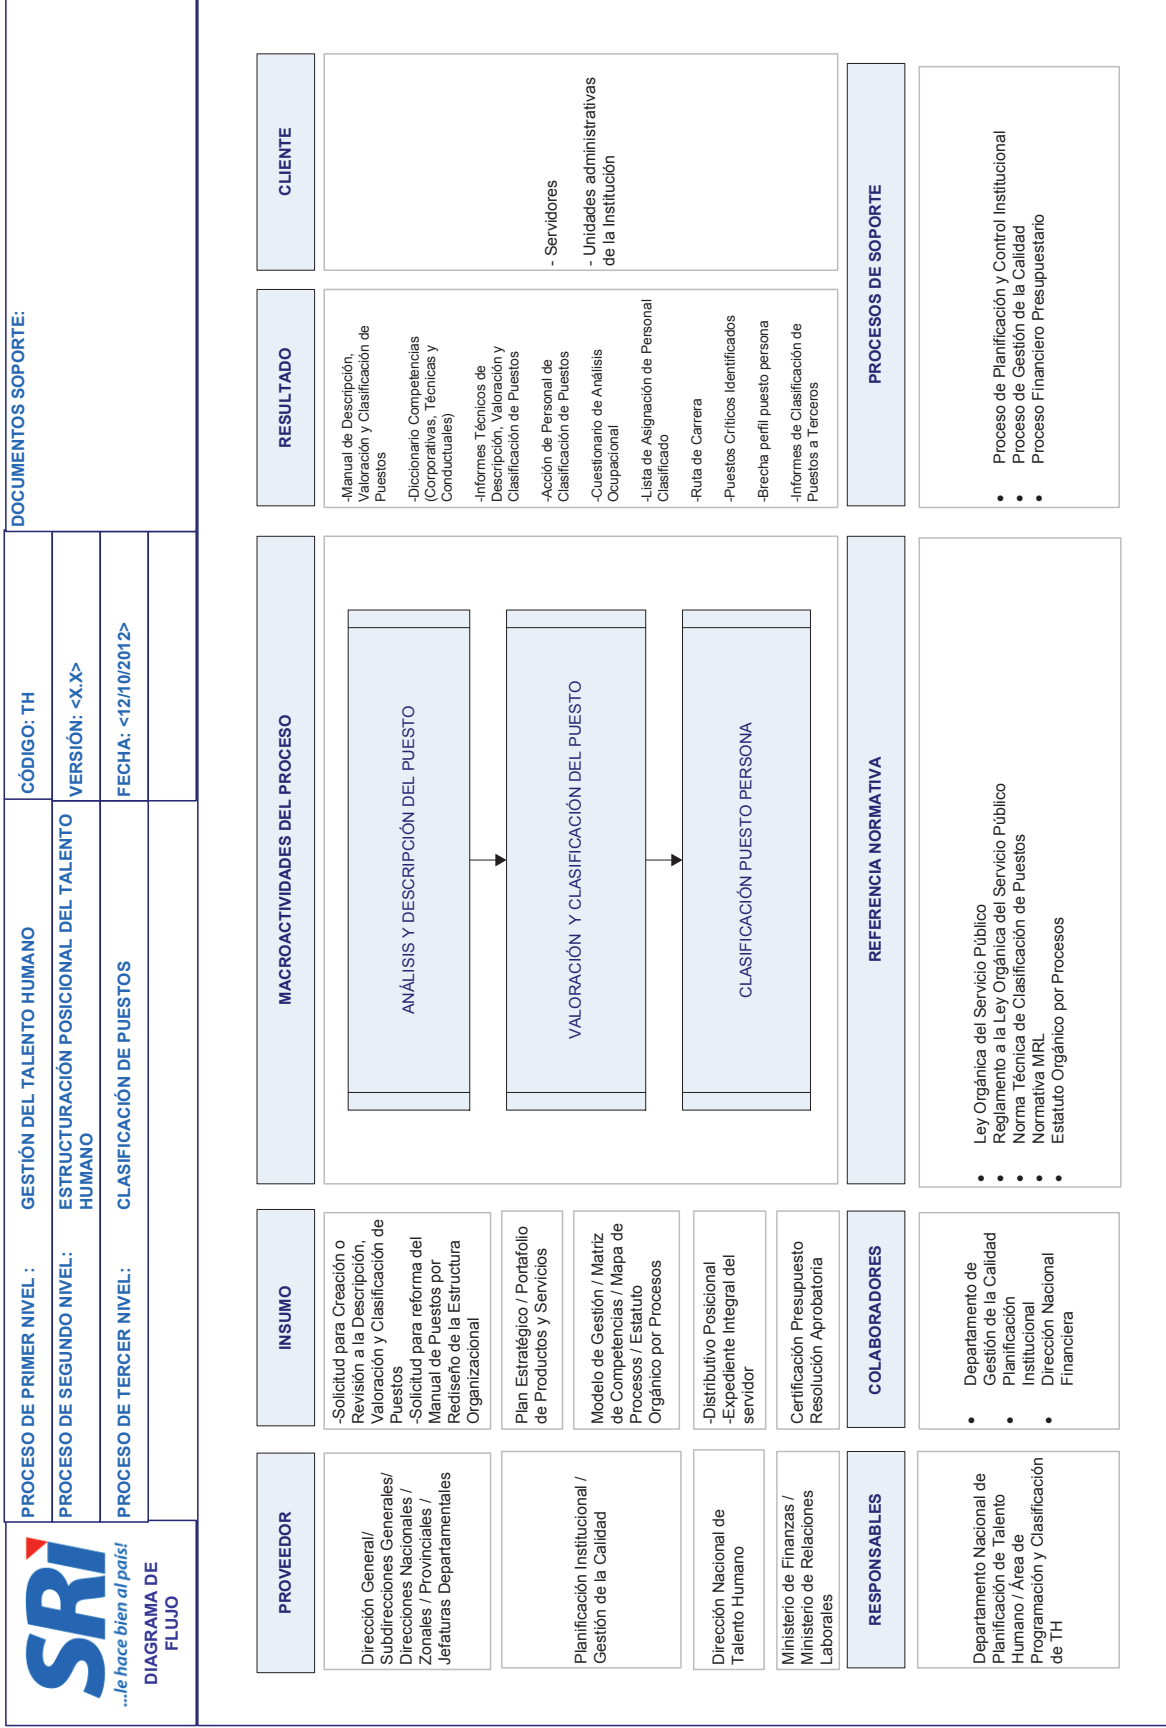 SRi
...le hace bien al país!
DIAGRAMA DE
FLUJO
PROCESO DE PRIMER NIVEL :
GESTIÓN DEL TALENTO HUMANO
CÓDIGO: TH
DOCUMENTOS SOPORTE:
PROCESO DE SEGUNDO NIVEL:
ESTRUCTURACIÓN POSICIONAL DEL TALENTO
HUMANO
VERSIÓN: <X.X>
PROCESO DE TERCER NIVEL:
CLASIFICACIÓN DE PUESTOS
FECHA: <12/10/2012>
PROVEEDOR
INSUMO
MACROACTIVIDADES DEL PROCESO
RESULTADO
CLIENTE
Dirección General/
Subdirecciones Generales/
Direcciones Nacionales /
Zonales / Provinciales /
Jefaturas Departamentales
Planificación Institucional /
Gestión de la Calidad
Dirección Nacional de
Talento Humano
Ministerio de Finanzas /
Ministerio de Relaciones
Laborales
-Solicitud para Creación o
Revisión a la Descripción,
Valoración y Clasificación de
Puestos
-Solicitud para reforma del
Manual de Puestos por
Rediseño de la Estructura
Organizacional
Plan Estratégico / Portafolio
de Productos y Servicios
Modelo de Gestión / Matriz
de Competencias / Mapa de
Procesos / Estatuto
Orgánico por Procesos
-Distributivo Posicional
-Expediente Integral del
servidor
Certificación Presupuesto
Resolución Aprobatoria
ANÁLISIS Y DESCRIPCIÓN DEL PUESTO
VALORACIÓN Y CLASIFICACIÓN DEL PUESTO
CLASIFICACIÓN PUESTO PERSONA
-Manual de Descripción,
Valoración y Clasificación de
Puestos
-Diccionario Competencias
(Corporativas, Técnicas y
Conductuales)
-Informes Técnicos de
Descripción, Valoración y
Clasificación de Puestos
-Acción de Personal de
Clasificación de Puestos
-Cuestionario de Análisis
Ocupacional
-Lista de Asignación de Personal
Clasificado
-Ruta de Carrera
-Puestos Críticos Identificados
-Brecha perfil puesto persona
-Informes de Clasificación de
Puestos a Terceros
- Servidores
- Unidades administrativas
de la Institución
RESPONSABLES
COLABORADORES
REFERENCIA NORMATIVA
PROCESOS DE SOPORTE
Departamento Nacional de
Planificación de Talento
Humano / Área de
Programación y Clasificación
de TH
• Departamento de
Gestión de la Calidad
• Planificación
Institucional
• Dirección Nacional
Financiera
• Ley Orgánica del Servicio Público
• Reglamento a la Ley Orgánica del Servicio Público
• Norma Técnica de Clasificación de Puestos
• Normativa MRL
• Estatuto Orgánico por Procesos
• Proceso de Planificación y Control Institucional
• Proceso de Gestión de la Calidad
• Proceso Financiero Presupuestario